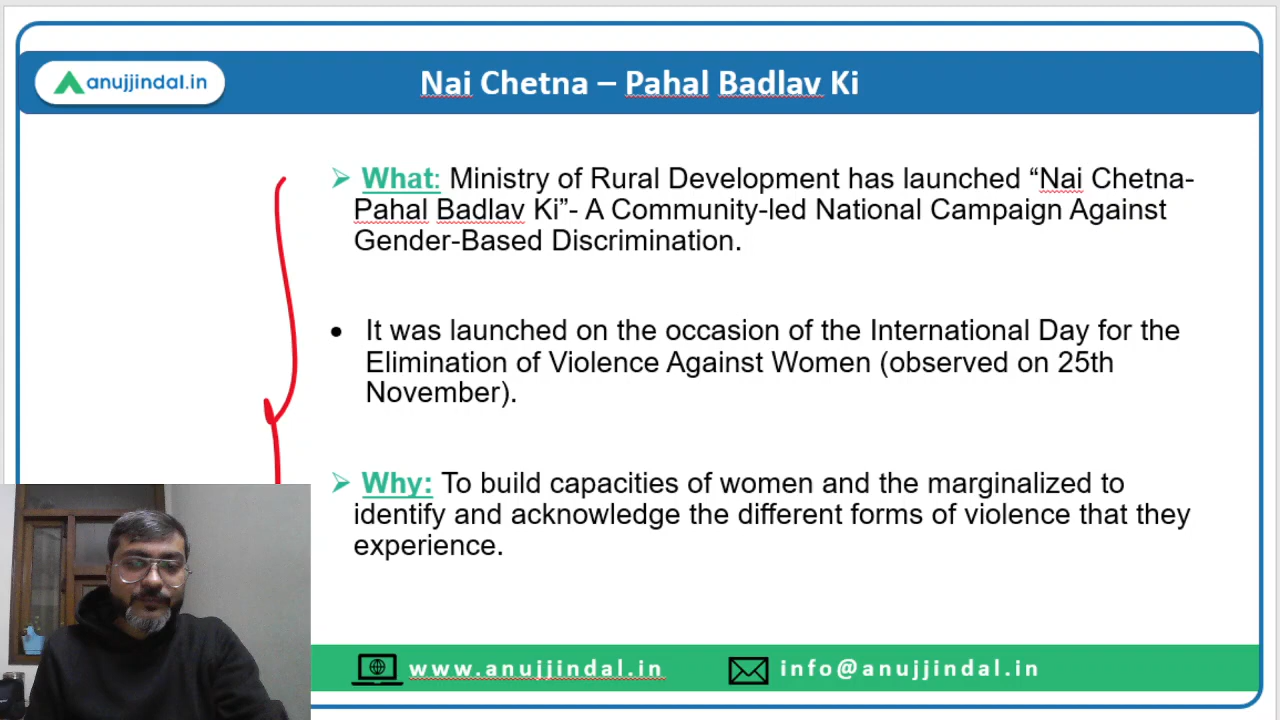 anujjindal.in
Nai Chetna – Pahal Badlav Ki
➢ What: Ministry of Rural Development has launched “Nai Chetna-
Pahal Badlav Ki”- A Community-led National Campaign Against
Gender-Based Discrimination.
• It was launched on the occasion of the International Day for the
Elimination of Violence Against Women (observed on 25th
November).
➢ Why: To build capacities of women and the marginalized to
identify and acknowledge the different forms of violence that they
experience.
www.anujjindal.in
info@anujjindal.in